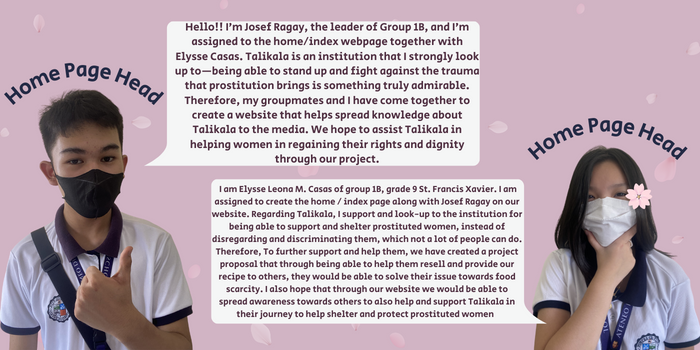 Home Page Head
Hello!! I'm Josef Ragay, the leader of Group 1B, and I'm
assigned to the home/index webpage together with
Elysse Casas. Talikala is an institution that I strongly look
up to—being able to stand up and fight against the trauma
that prostitution brings is something truly admirable.
Therefore, my groupmates and I have come together to
create a website that helps spread knowledge about
Talikala to the media. We hope to assist Talikala in
helping women in regaining their rights and dignity
through our project.
Home Page Head
I am Elysse Leona M. Casas of group 1B, grade 9 St. Francis Xavier. I am
assigned to create the home / index page along with Josef Ragay on our
website. Regarding Talikala, I support and look-up to the institution for
being able to support and shelter prostituted women, instead of
disregarding and discriminating them, which not a lot of people can do.
Therefore, To further support and help them, we have created a project
proposal that through being able to help them resell and provide our
recipe to others, they would be able to solve their issue towards food
scarcity. I also hope that through our website we would be able to
spread awareness towards others to also help and support Talikala in
their journey to help shelter and protect prostituted women